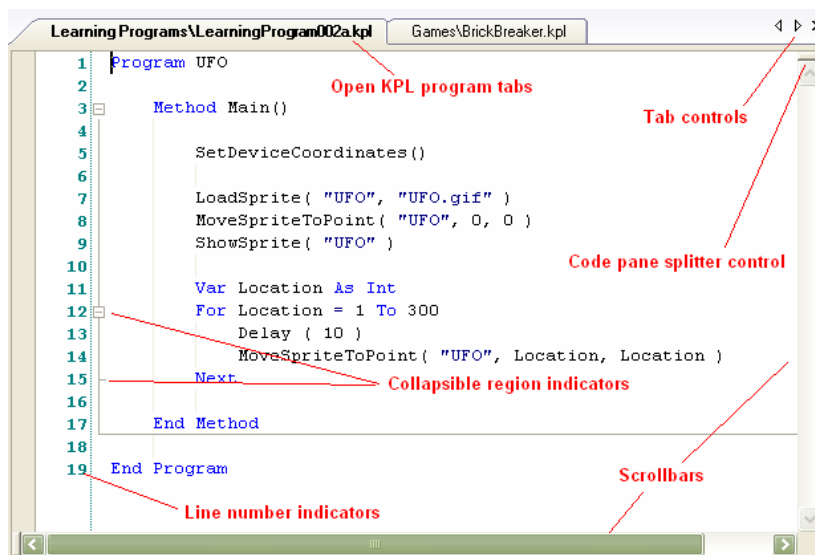 Learning Programs\LearningProgram002a.kpl Games\BrickBreaker.kpl
1 Program UFO
Open KPL program tabs
2
3 Method Main()
Tab controls
4
5 SetDeviceCoordinates()
6
7 LoadSprite( "UFO", "UFO.gif" )
8 MoveSpriteToPoint( "UFO", 0, 0 )
9 ShowSprite( "UFO" )
Code pane splitter control
10
11 Var Location As Int
12 For Location = 1 To 300
13 Delay ( 10 )
14 MoveSpriteToPoint( "UFO", Location, Location )
15 Next
Collapsible region indicators
16
17 End Method
18
19 End Program
Scrollbars
Line number indicators